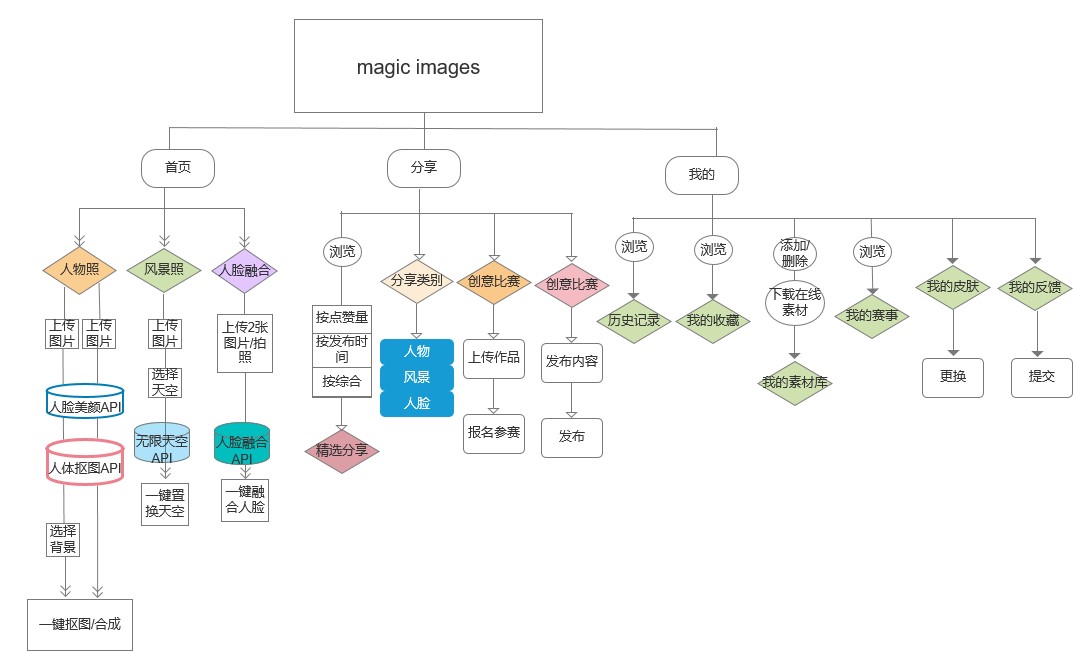 magic images
首页
分享
我的
人物照
风景照
人脸融合
上传
图片
上传
图片
上传
图片
上传2张
图片/拍
照
选择
天空
人脸美颜API
人体抠图API
无限天空
API
人脸融合
API
一键置
换天空
一键融
合人脸
选择
背景
一键抠图/合成
浏览
分享类别
创意比赛
创意比赛
按点赞量
按发布时
间
按综合
精选分享
人物
风景
人脸
上传作品
报名参赛
发布内容
发布
浏览
浏览
添加/
删除
浏览
下载在线
素材
历史记录
我的收藏
我的素材库
我的赛事
我的皮肤
我的反馈
更换
提交